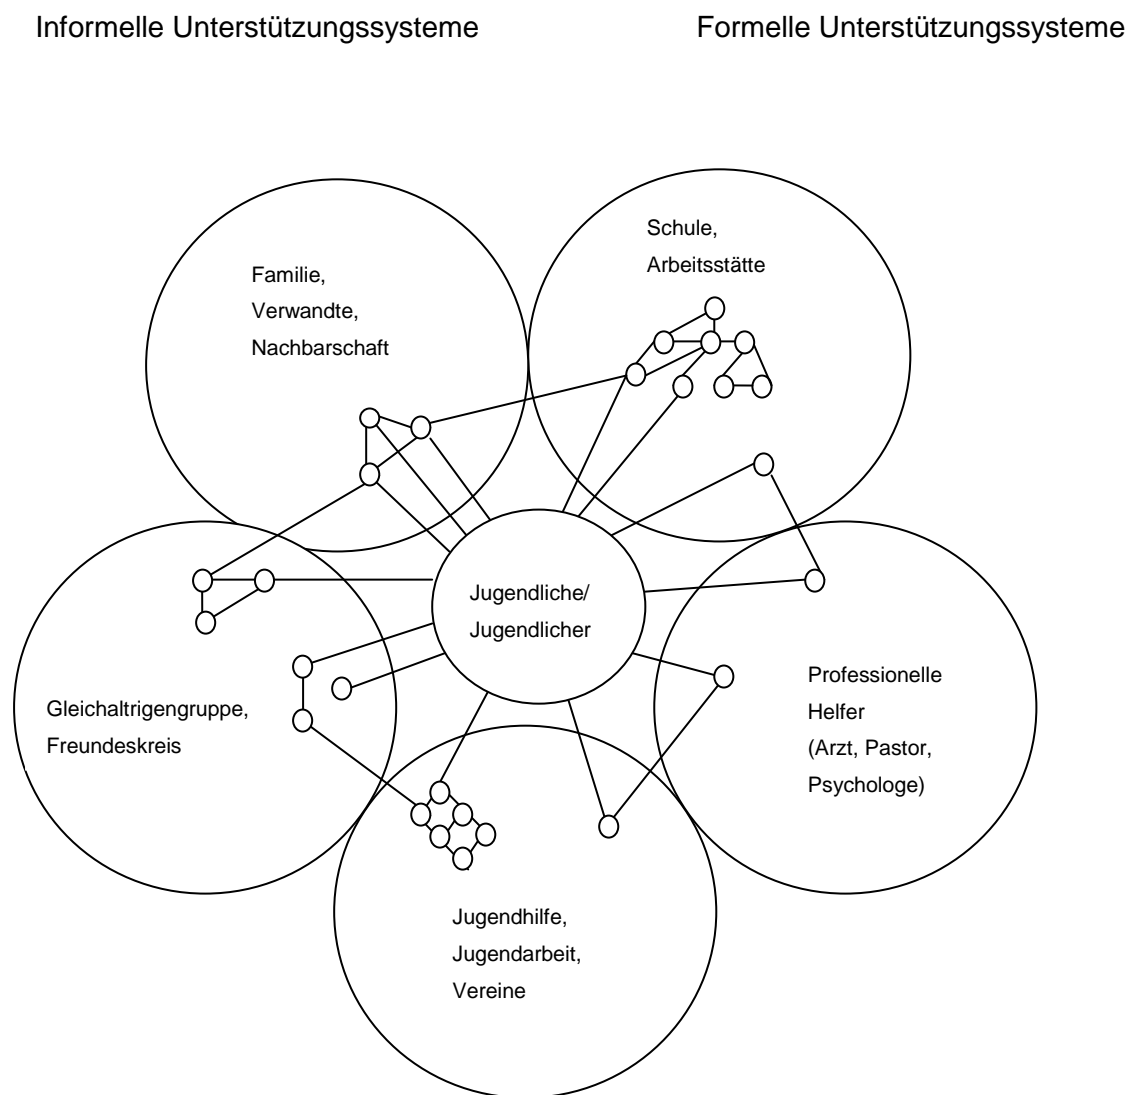 Informelle Unterstützungssysteme
Formelle Unterstützungssysteme
Familie,
Verwandte,
Nachbarschaft
Schule,
Arbeitsstätte
Jugendliche/
Jugendlicher
Gleichaltrigengruppe,
Freundeskreis
Professionelle
Helfer
(Arzt, Pastor,
Psychologe)
Jugendhilfe,
Jugendarbeit,
Vereine